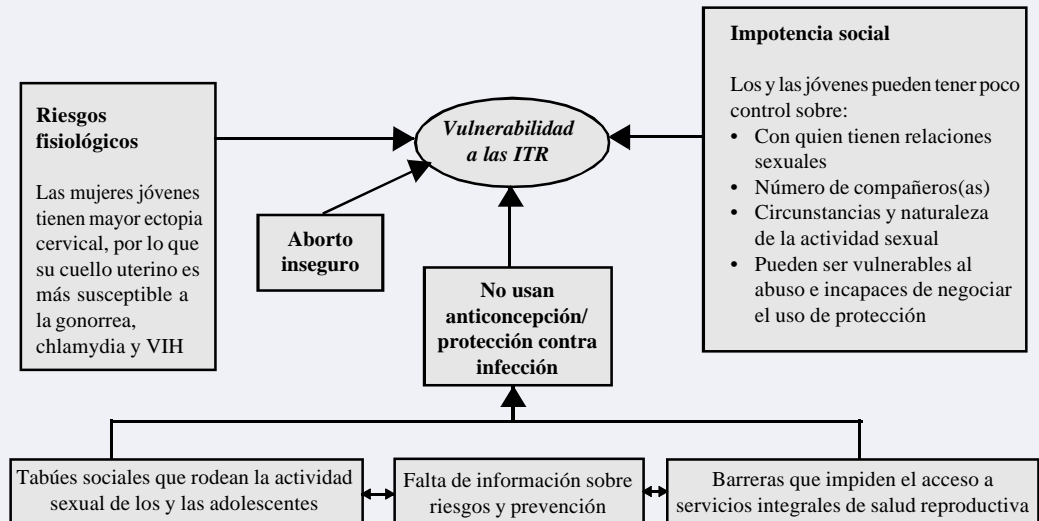 Impotencia social
Los y las jóvenes pueden tener poco
control sobre:
• Con quien tienen relaciones
sexuales
• Número de compañeros(as)
• Circunstancias y naturaleza
de la actividad sexual
• Pueden ser vulnerables al
abuso e incapaces de negociar
el uso de protección
Riesgos
fisiológicos
Las mujeres jóvenes
tienen mayor ectopia
cervical, por lo que
su cuello uterino es
más susceptible a
la gonorrea,
chlamydia y VIH
Vulnerabilidad
a las ITR
Aborto
inseguro
No usan
anticoncepción/
protección contra
infección
Tabúes sociales que rodean la actividad
sexual de los y las adolescentes
Falta de información sobre
riesgos y prevención
Barreras que impiden el acceso a
servicios integrales de salud reproductiva